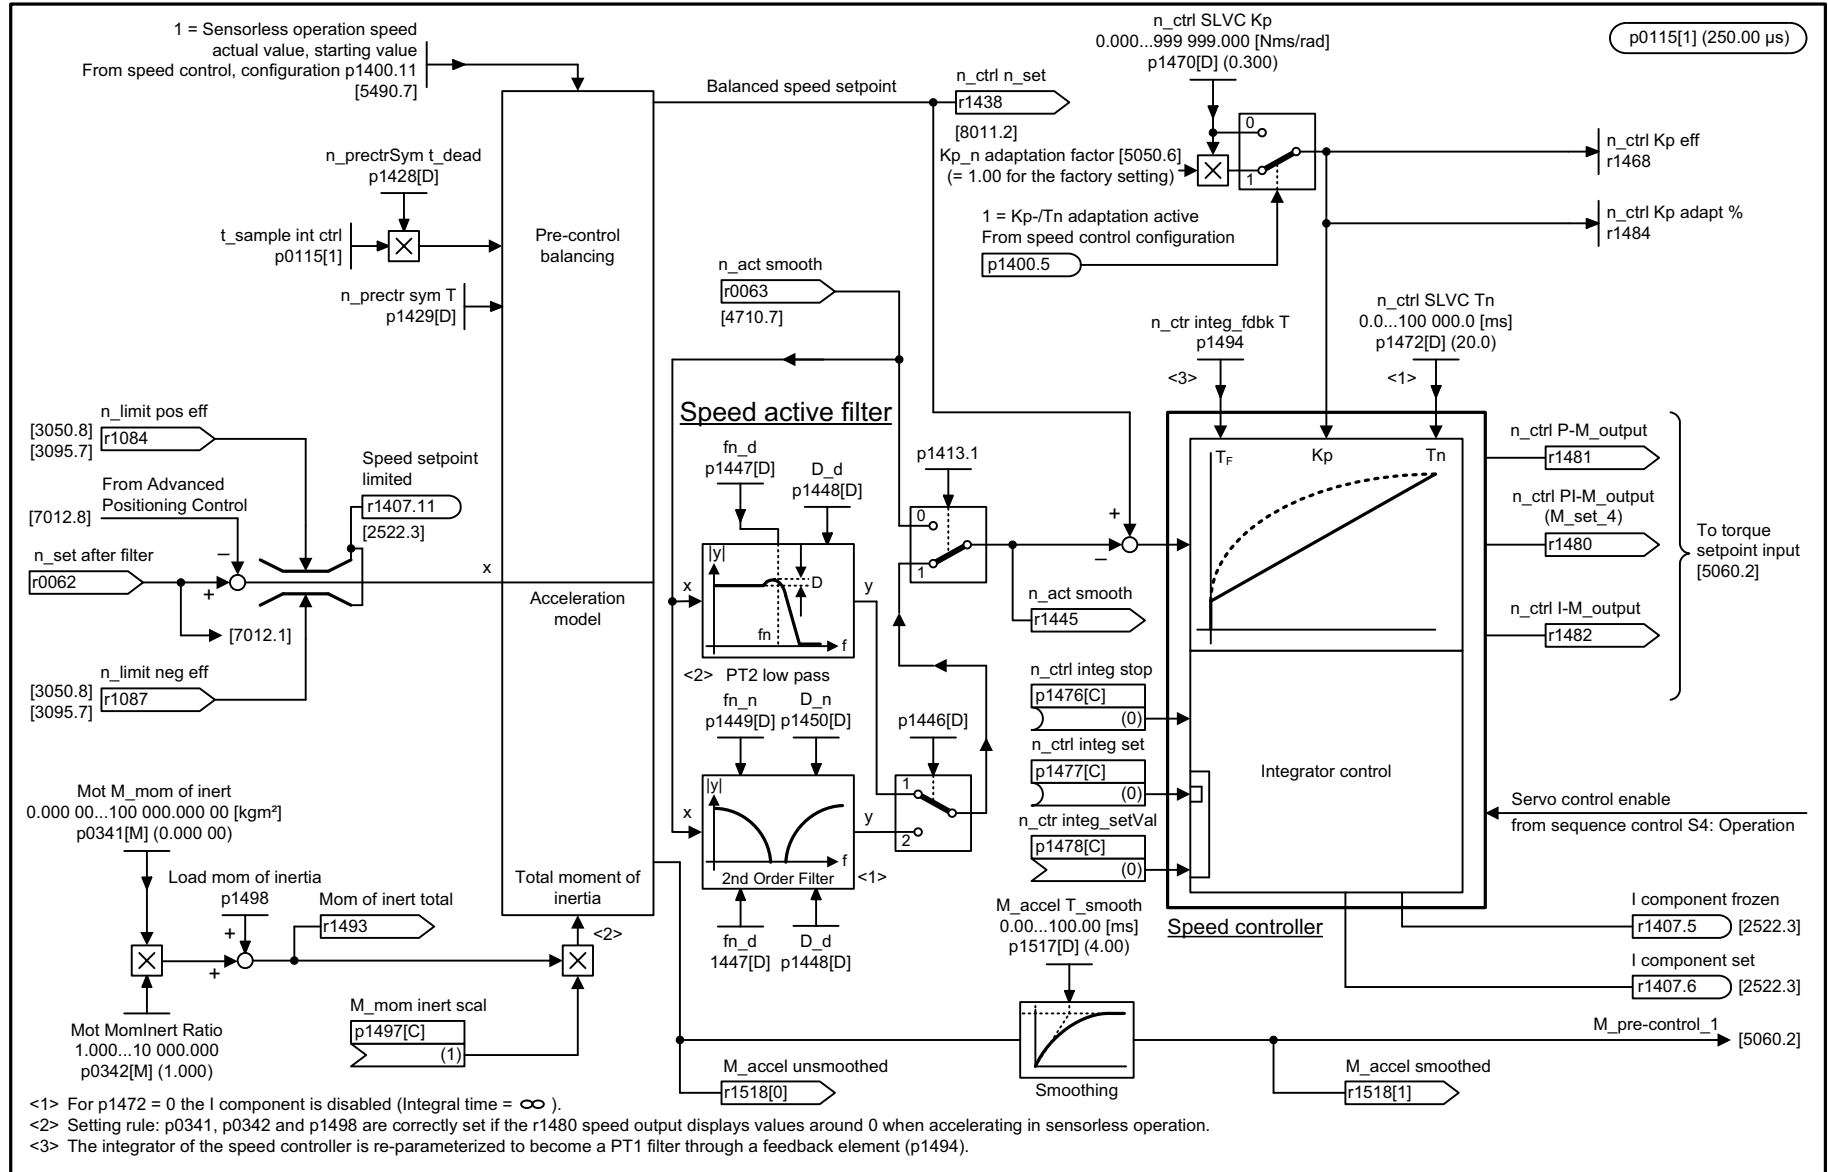 1 = Sensorless operation speed
actual value, starting value
From speed control, configuration p1400.11
[5490.7]
n_prectrSym t_dead
p1428[D]
t_sample int ctrl
p0115[1]
n_prectr sym T
p1429[D]
Pre-control
balancing
Balanced speed setpoint
n_ctrl n_set
r1438
[8011.2]
n_ctrl SLVC Kp
0.000...999 999.000 [Nms/rad]
p1470[D] (0.300)
p0115[1] (250.00 µs)
Kp_n adaptation factor [5050.6]
(= 1.00 for the factory setting)
0
1
1 = Kp-/Tn adaptation active
From speed control configuration
p1400.5
n_ctrl Kp eff
r1468
n_ctrl Kp adapt %
r1484
n_act smooth
r0063
[4710.7]
n_ctr integ_fdbk T
p1494
<3>
n_ctrl SLVC Tn
0.0...100 000.0 [ms]
p1472[D] (20.0)
<1>
n_limit pos eff
[3050.8]
r1084
[3095.7]
From Advanced
Positioning Control
[7012.8]
n_set after filter
r0062
–
+
[7012.1]
Speed setpoint
limited
r1407.11
[2522.3]
x
n_limit neg eff
[3050.8]
r1087
[3095.7]
Acceleration
model
Speed active filter
fn_d
p1447[D]
D_d
p1448[D]
|y|
x
D
fn
f
y
<2> PT2 low pass
p1413.1
0
1
+
–
n_act smooth
r1445
T_F
Kp
Tn
n_ctrl P-M_output
r1481
n_ctrl PI-M_output
(M_set_4)
r1480
n_ctrl I-M_output
r1482
To torque
setpoint input
[5060.2]
fn_n
p1449[D]
D_n
p1450[D]
|y|
x
f
y
2nd Order Filter
<1>
fn_d
1447[D]
D_d
p1448[D]
p1446[D]
1
2
n_ctrl integ stop
p1476[C]
(0)
n_ctrl integ set
p1477[C]
(0)
n_ctr integ_setVal
p1478[C]
(0)
Integrator control
Servo control enable
from sequence control S4: Operation
Speed controller
I component frozen
r1407.5
[2522.3]
I component set
r1407.6
[2522.3]
Mot M_mom of inert
0.000 00...100 000.000 00 [kgm²]
p0341[M] (0.000 00)
Load mom of inertia
p1498
+
+
Mom of inert total
r1493
Total moment of
inertia
<2>
Mot MomInert Ratio
1.000...10 000.000
p0342[M] (1.000)
M_mom inert scal
p1497[C]
(1)
M_accel T_smooth
0.00...100.00 [ms]
p1517[D] (4.00)
Smoothing
M_accel unsmoothed
r1518[0]
M_accel smoothed
r1518[1]
M_pre-control_1
[5060.2]
<1> For p1472 = 0 the I component is disabled (Integral time = ∞ ).
<2> Setting rule: p0341, p0342 and p1498 are correctly set if the r1480 speed output displays values around 0 when accelerating in sensorless operation.
<3> The integrator of the speed controller is re-parameterized to become a PT1 filter through a feedback element (p1494).